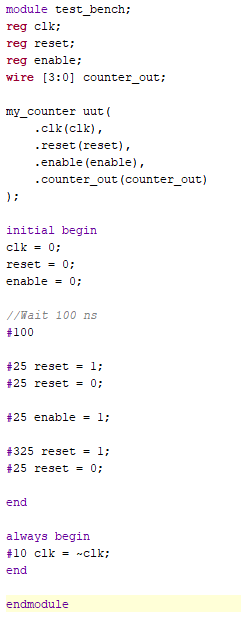 module test_bench;
reg clk;
reg reset;
reg enable;
wire [3:0] counter_out;
my_counter uut(
.clk(clk),
.reset(reset),
.enable(enable),
.counter_out(counter_out)
);
initial begin
clk = 0;
reset = 0;
enable = 0;
//Wait 100 ns
#100
#25 reset = 1;
#25 reset = 0;
#25 enable = 1;
#325 reset = 1;
#25 reset = 0;
end
always begin
#10 clk = ~clk;
end
endmodule